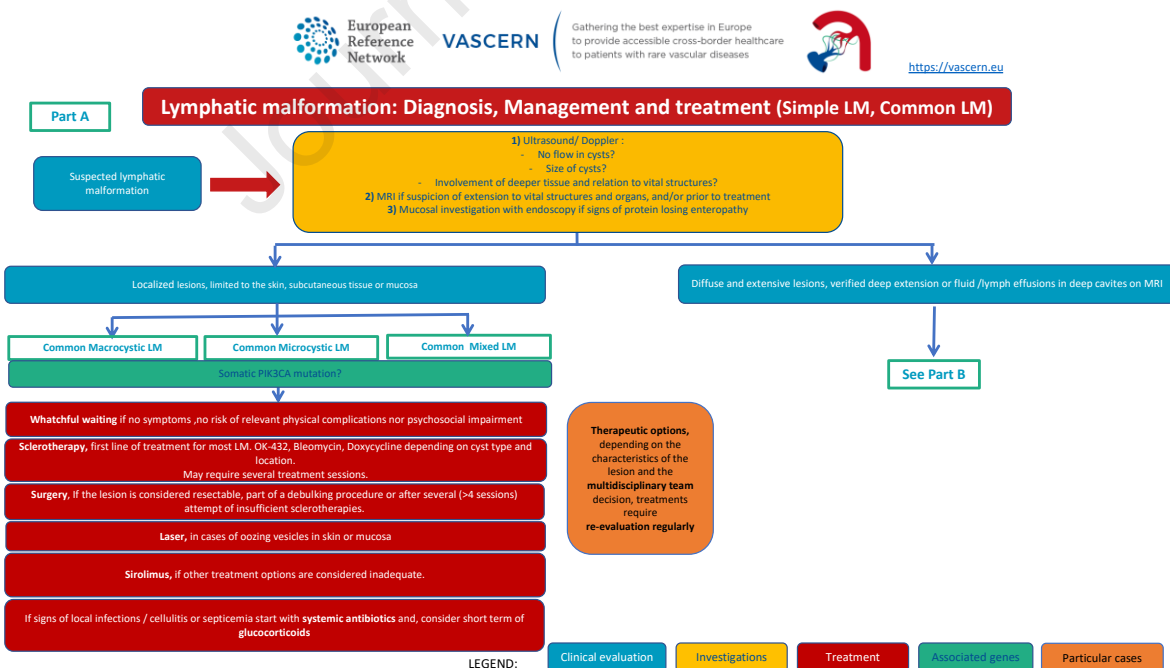 Journ
European
Reference
Network
VASCERN
Gathering the best expertise in Europe
to provide accessible cross-border healthcare
to patients with rare vascular diseases
https://vascern.eu
Part A
Lymphatic malformation: Diagnosis, Management and treatment (Simple LM, Common LM)
Suspected lymphatic
malformation
1) Ultrasound/ Doppler :
- No flow in cysts?
- Size of cysts?
- Involvement of deeper tissue and relation to vital structures?
2) MRI if suspicion of extension to vital structures and organs, and/or prior to treatment
3) Mucosal investigation with endoscopy if signs of protein losing enteropathy
Localized lesions, limited to the skin, subcutaneous tissue or mucosa
Diffuse and extensive lesions, verified deep extension or fluid /lymph effusions in deep cavites on MRI
Common Macrocystic LM
Common Microcystic LM
Common Mixed LM
Somatic PIK3CA mutation?
See Part B
Whatchful waiting if no symptoms ,no risk of relevant physical complications nor psychosocial impairment
Sclerotherapy, first line of treatment for most LM. OK-432, Bleomycin, Doxycycline depending on cyst type and
location.
May require several treatment sessions.
Surgery, If the lesion is considered resectable, part of a debulking procedure or after several (>4 sessions)
attempt of insufficient sclerotherapies.
Laser, in cases of oozing vesicles in skin or mucosa
Sirolimus, if other treatment options are considered inadequate.
If signs of local infections / cellulitis or septicemia start with systemic antibiotics and, consider short term of
glucocorticoids
Therapeutic options,
depending on the
characteristics of the
lesion and the
multidisciplinary team
decision, treatments
require
re-evaluation regularly
LEGEND:
Clinical evaluation
Investigations
Treatment
Associated genes
Particular cases